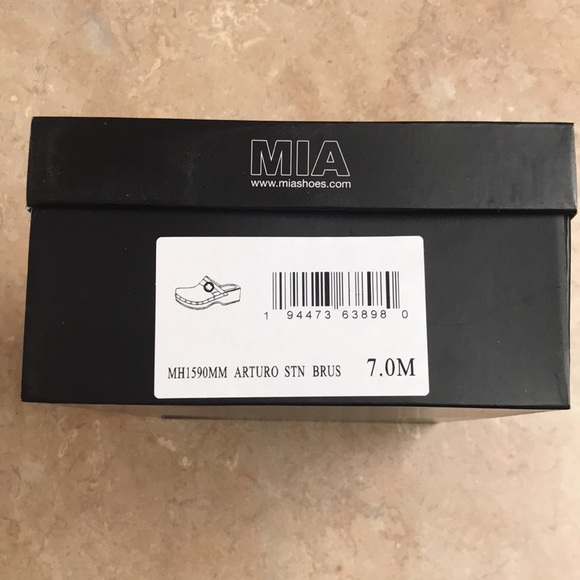 MIA
www.miashoes.com
1 94473 63898 0
MH1590MM ARTURO STN BRUS 7.0M